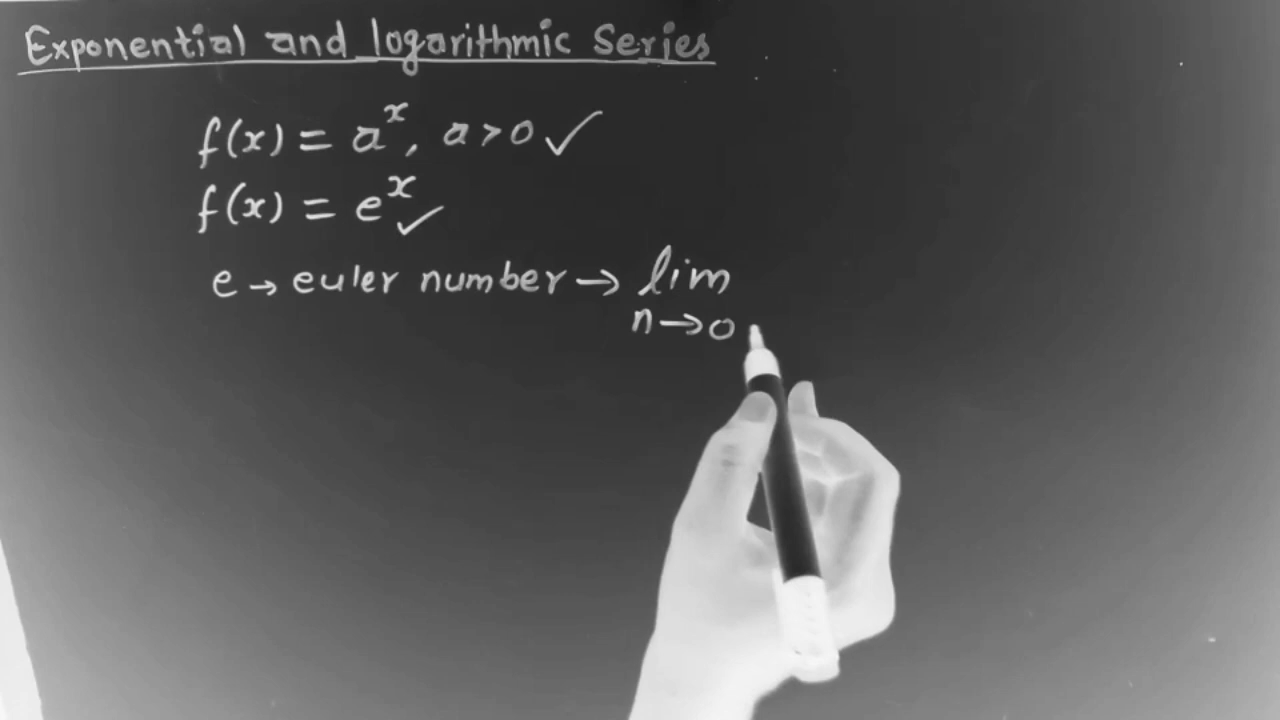 Exponential and logarithmic Series
f(x) = a^x, a > 0 ✓
f(x) = e^x ✓
e → euler number → lim
n → 0